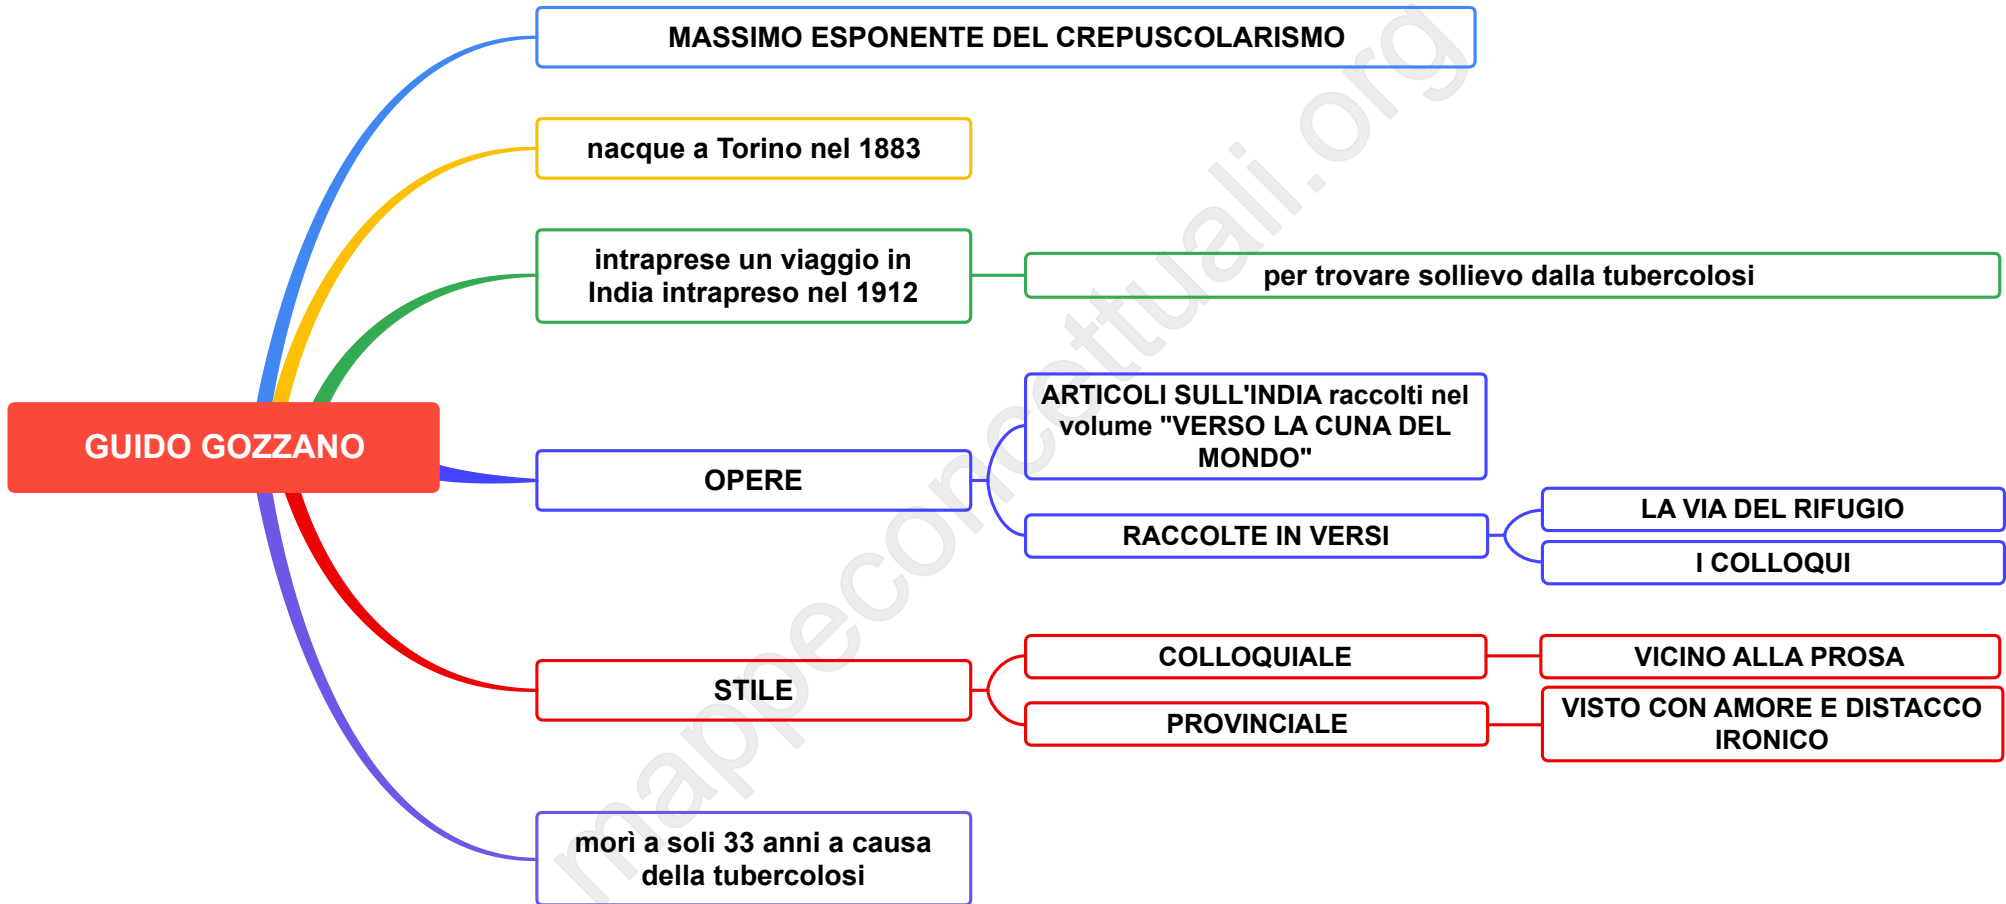 MASSIMO ESPONENTE DEL CREPUSCOLARISMO
nacque a Torino nel 1883
intraprese un viaggio in
India intrapreso nel 1912
per trovare sollievo dalla tubercolosi
GUIDO GOZZANO
OPERE
ARTICOLI SULL'INDIA raccolti nel
volume "VERSO LA CUNA DEL
MONDO"
RACCOLTE IN VERSI
LA VIA DEL RIFUGIO
I COLLOQUI
STILE
COLLOQUIALE
VICINO ALLA PROSA
PROVINCIALE
VISTO CON AMORE E DISTACCO
IRONICO
morì a soli 33 anni a causa
della tubercolosi
mappeconcettuali.org